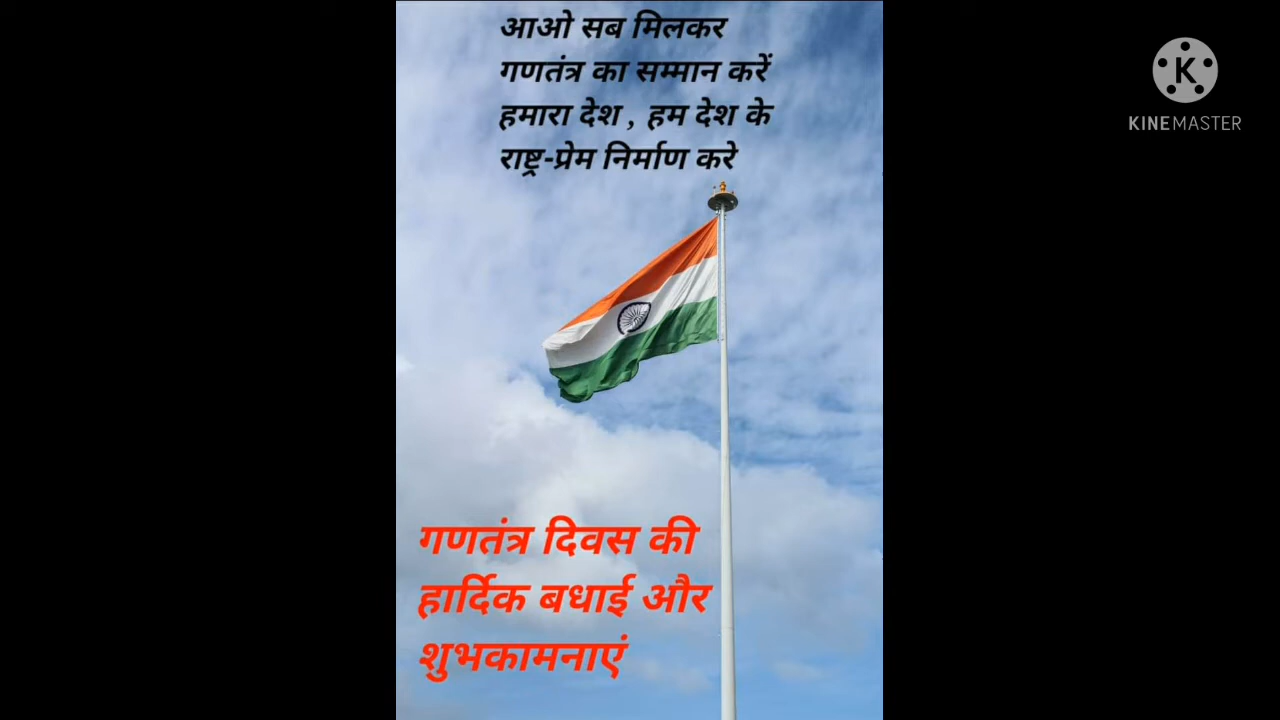 आओ सब मिलकर
गणतंत्र का सम्मान करें
हमारा देश , हम देश के
राष्ट्र-प्रेम निर्माण करे
गणतंत्र दिवस की
हार्दिक बधाई और
शुभकामनाएं
K
KINEMASTER